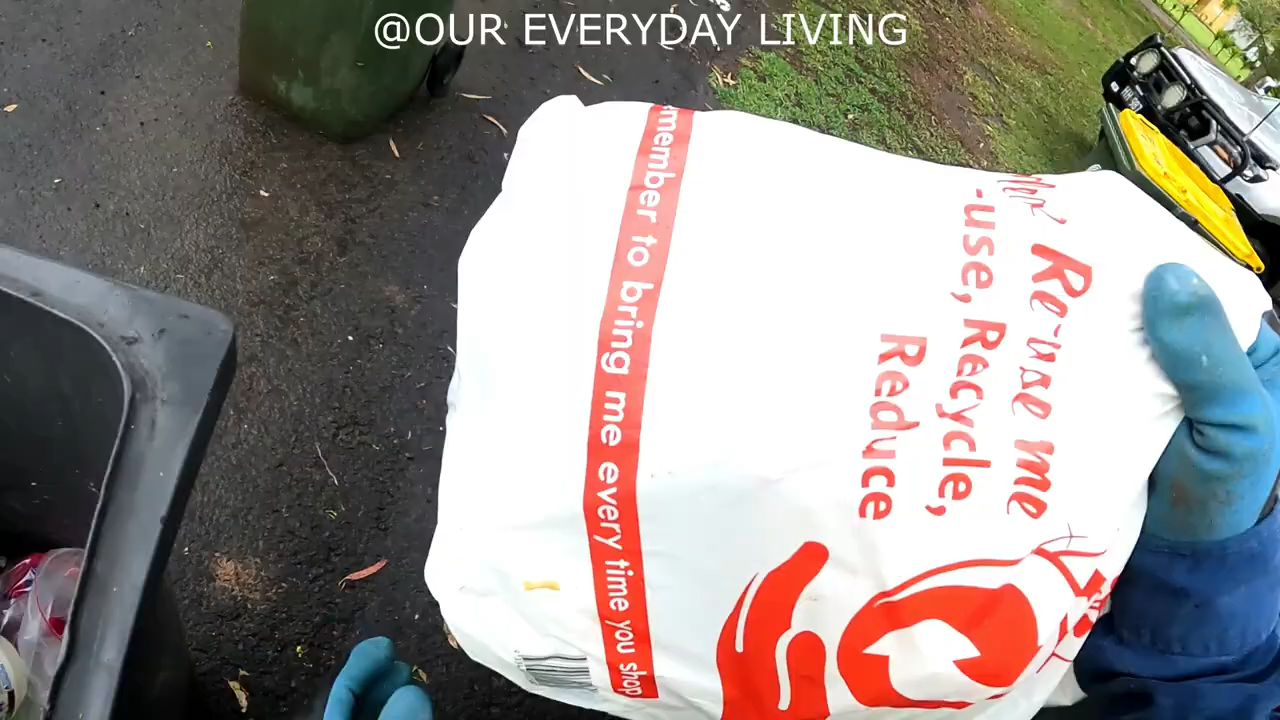 @OUR EVERYDAY LIVING
Re-use me
-use, Recycle,
Reduce
member to bring me every time you shop